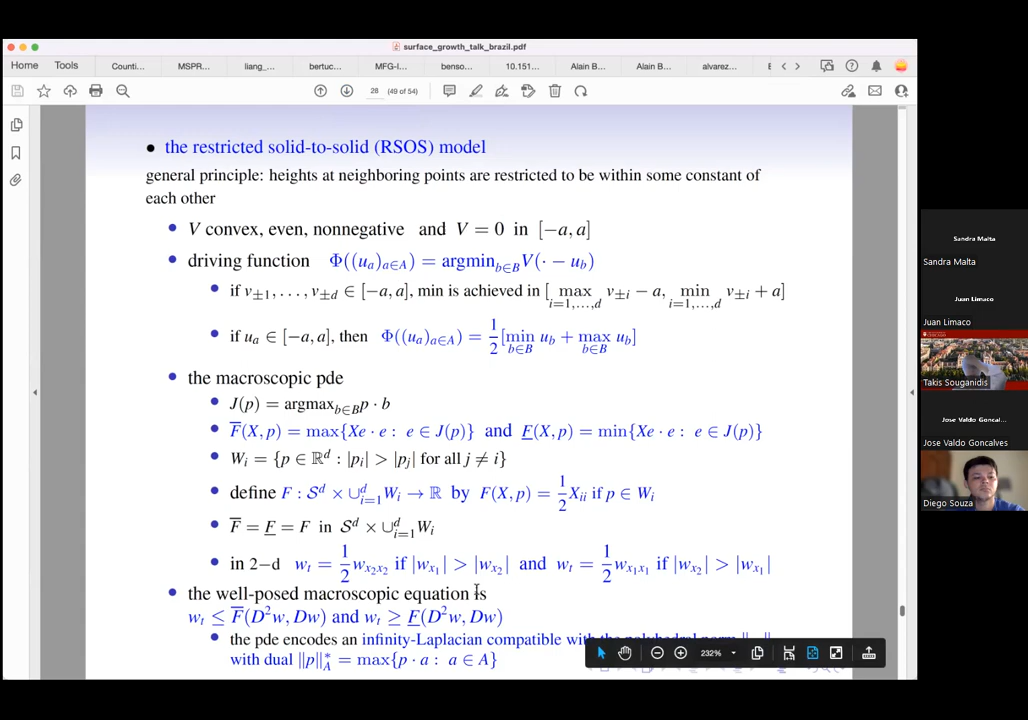 surface_growth_talk_brazil.pdf
Home Tools Counti... MSPR... liang_... bertuc... MFG-I... benso... 10.151... Alain B... Alain B... alvarez...
28 (49 of 54)
• the restricted solid-to-solid (RSOS) model
general principle: heights at neighboring points are restricted to be within some constant of
each other
• V convex, even, nonnegative and V = 0 in [−a, a]
• driving function Φ((u_a)_{a∈A}) = argmin_{b∈B} V(· − u_b)
• if v_{±1}, . . . , v_{±d} ∈ [−a, a], min is achieved in [ max_{i=1,...,d} v_{±i} − a, min_{i=1,...,d} v_{±i} + a]
• if u_a ∈ [−a, a], then Φ((u_a)_{a∈A}) = 1/2 [min_{b∈B} u_b + max_{b∈B} u_b]
• the macroscopic pde
• J(p) = argmax_{b∈B} p · b
• F̅(X, p) = max{Xe · e : e ∈ J(p)} and F̲(X, p) = min{Xe · e : e ∈ J(p)}
• W_i = {p ∈ ℝ^d : |p_i| > |p_j| for all j ≠ i}
• define F : 𝒮^d × ∪_{i=1}^d W_i → ℝ by F(X, p) = 1/2 X_{ii} if p ∈ W_i
• F̅ = F̲ = F in 𝒮^d × ∪_{i=1}^d W_i
• in 2−d w_t = 1/2 w_{x_2x_2} if |w_{x_1}| > |w_{x_2}| and w_t = 1/2 w_{x_1x_1} if |w_{x_2}| > |w_{x_1}|
• the well-posed macroscopic equation is
w_t ≤ F̅(D²w, Dw) and w_t ≥ F̲(D²w, Dw)
• the pde encodes an infinity-Laplacian compatible with the polyhedral norm
with dual ‖p‖*_A = max{p · a : a ∈ A}
232%
Sandra Malta
Sandra Malta
Juan Limaco
Juan Limaco
Takis Souganidis
Jose Valdo Goncal...
Jose Valdo Goncalves
Diego Souza